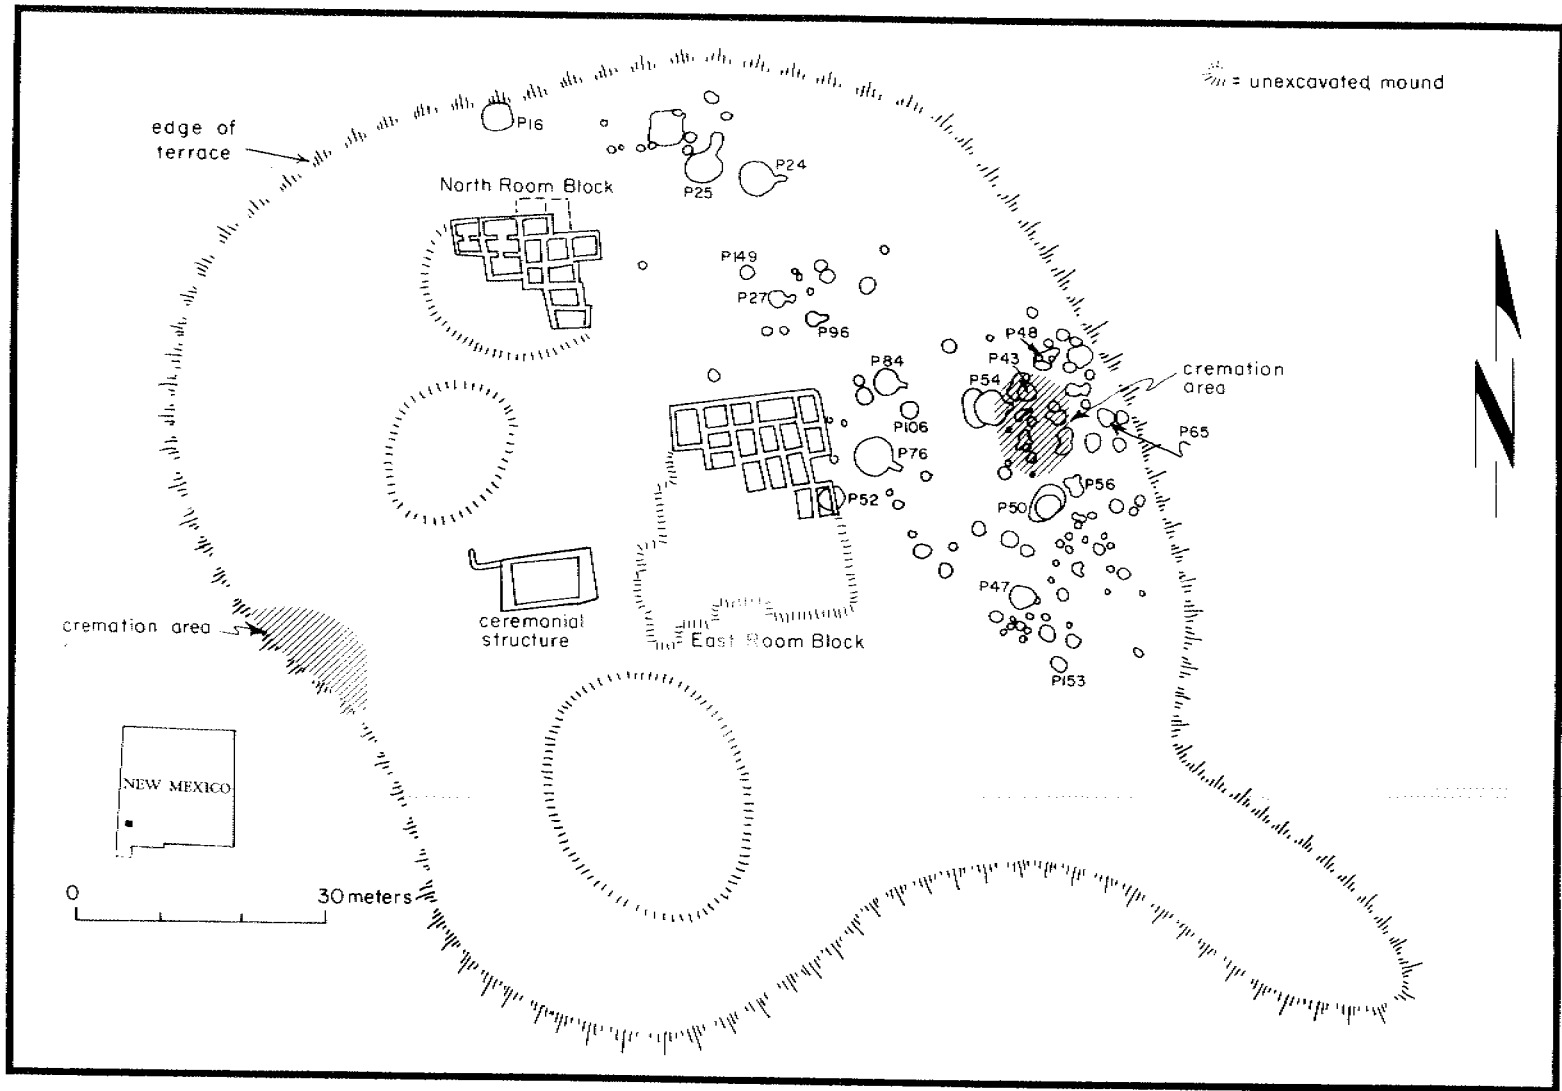 = unexcavated mound
edge of
terrace
P16
P24
P25
North Room Block
P149
P27
P96
P48
P43
P84
P54
cremation
area
P106
P65
P76
P56
P52
P50
P47
cremation area
ceremonial
structure
East Room Block
P153
NEW MEXICO
0
30 meters
N